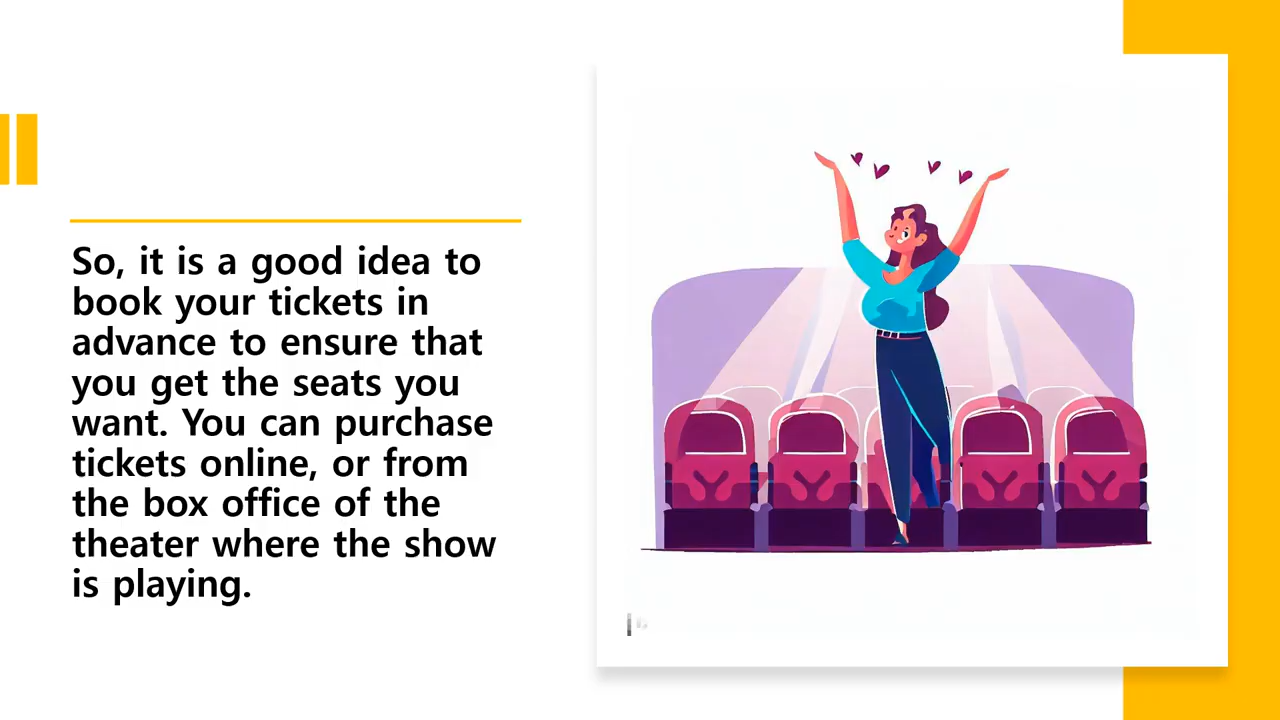 So, it is a good idea to
book your tickets in
advance to ensure that
you get the seats you
want. You can purchase
tickets online, or from
the box office of the
theater where the show
is playing.